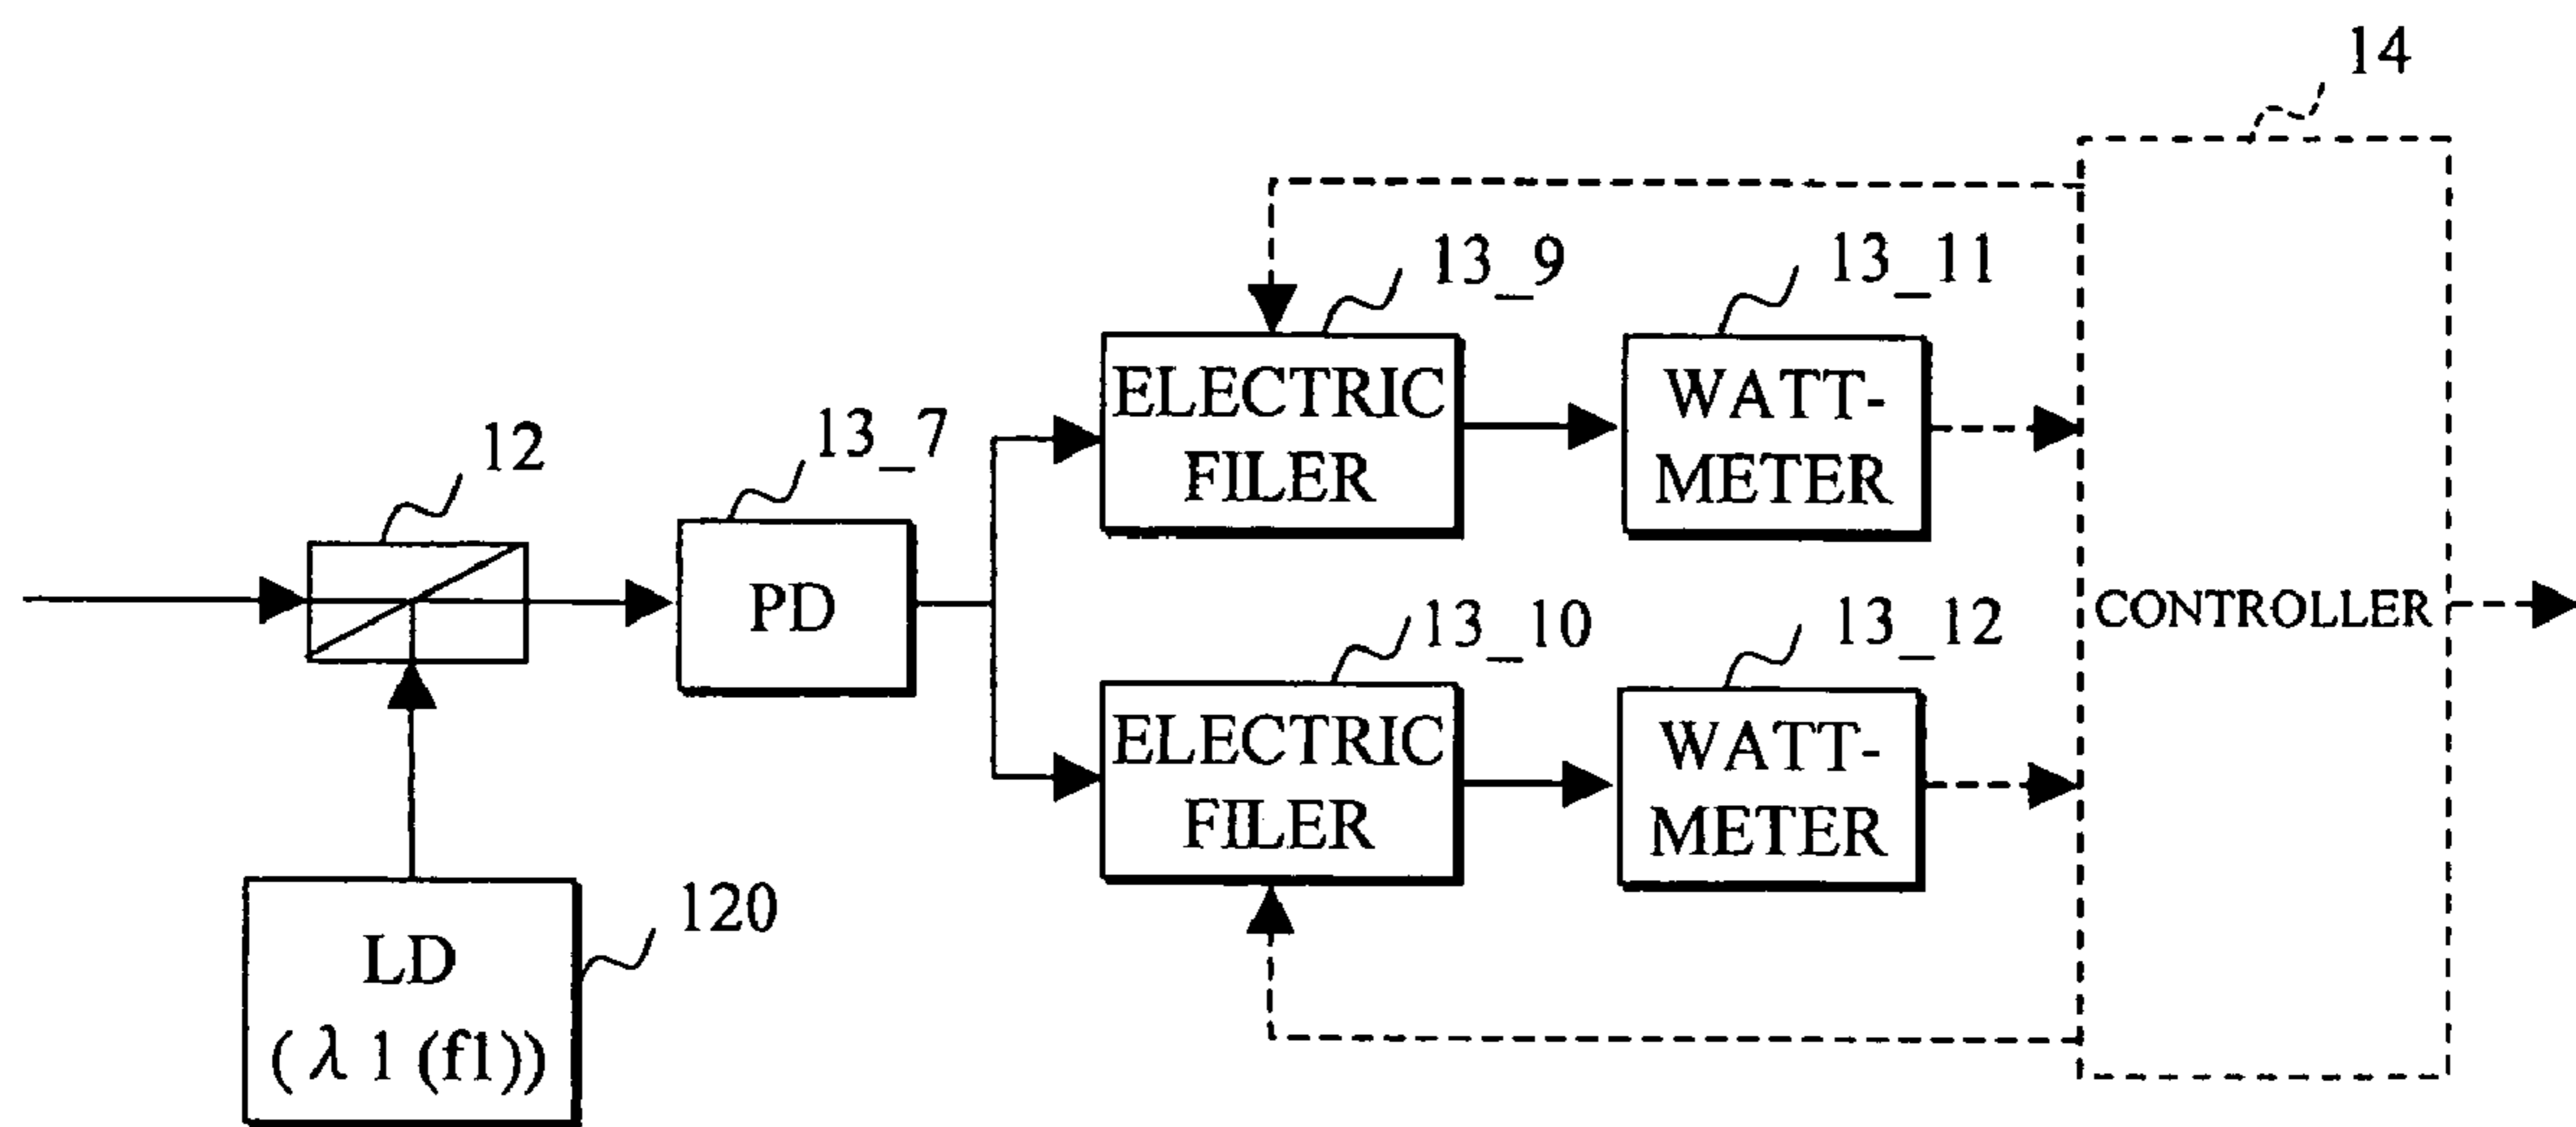 14
13_9
13_11
ELECTRIC
FILER
WATT-
METER
12
13_7
PD
CONTROLLER
13_10
13_12
ELECTRIC
FILER
WATT-
METER
120
LD
(λ1(f1))